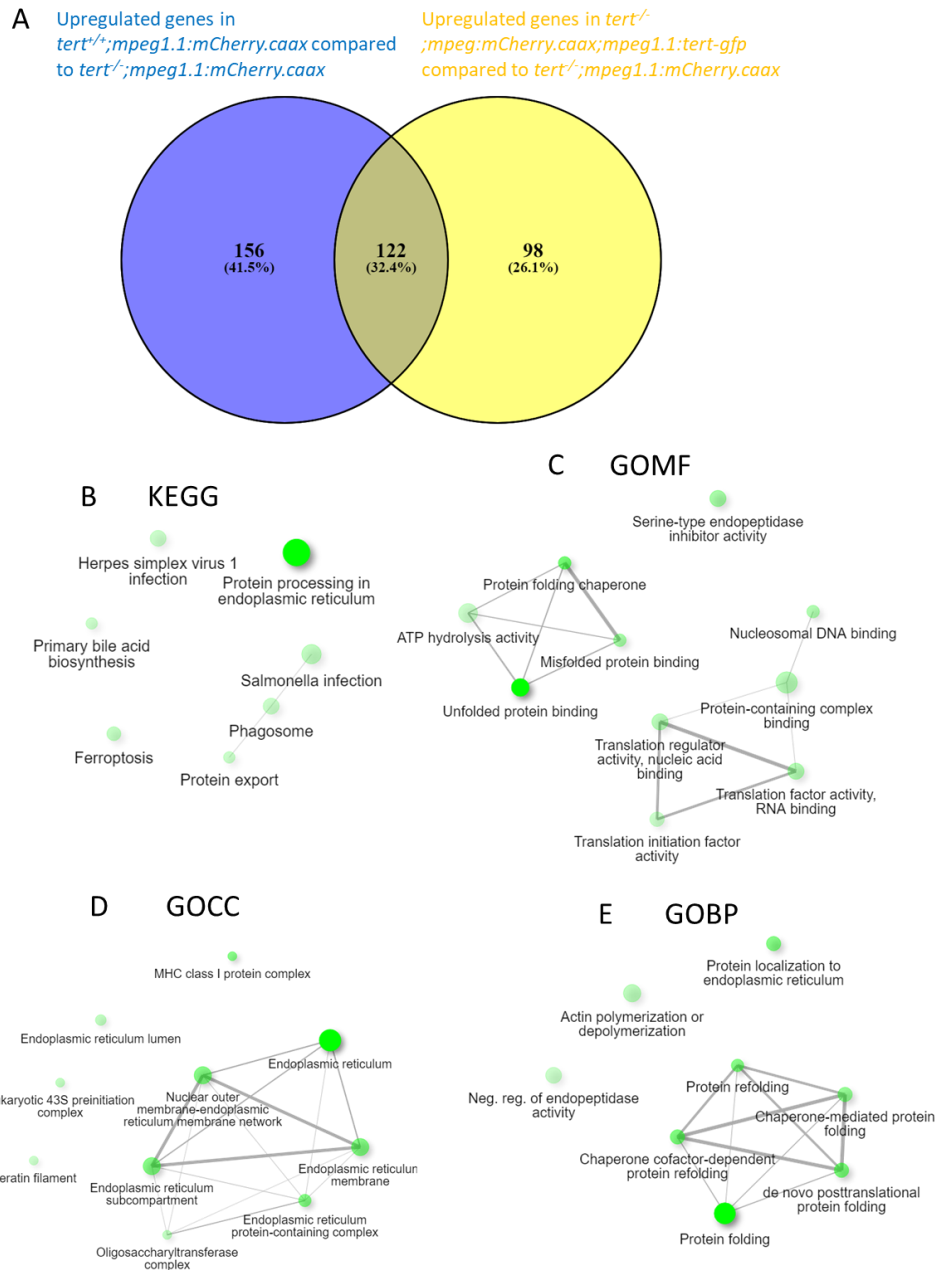 A
Upregulated genes in
tert+/+;mpeg1.1:mCherry.caax compared
to tert-/-;mpeg1.1:mCherry.caax
Upregulated genes in tert-/-
;mpeg:mCherry.caax;mpeg1.1:tert-gfp
compared to tert-/-;mpeg1.1:mCherry.caax
156
(41.5%)
122
(32.4%)
98
(26.1%)
B KEGG
Herpes simplex virus 1
infection
Protein processing in
endoplasmic reticulum
Primary bile acid
biosynthesis
Salmonella infection
Phagosome
Ferroptosis
Protein export
C GOMF
Serine-type endopeptidase
inhibitor activity
Protein folding chaperone
ATP hydrolysis activity
Misfolded protein binding
Unfolded protein binding
Nucleosomal DNA binding
Protein-containing complex
binding
Translation regulator
activity, nucleic acid
binding
Translation factor activity,
RNA binding
Translation initiation factor
activity
D GOCC
MHC class I protein complex
Endoplasmic reticulum lumen
Endoplasmic reticulum
karyotic 43S preinitiation
complex
Nuclear outer
membrane-endoplasmic
reticulum membrane network
eratin filament
Endoplasmic reticulum
subcompartment
Endoplasmic reticulun
membrane
Endoplasmic reticulum
protein-containing complex
Oligosaccharyltransferase
complex
E GOBP
Protein localization to
endoplasmic reticulum
Actin polymerization or
depolymerization
Neg. reg. of endopeptidase
activity
Protein refolding
Chaperone-mediated protein
folding
Chaperone cofactor-dependent
protein refolding
de novo posttranslational
protein folding
Protein folding